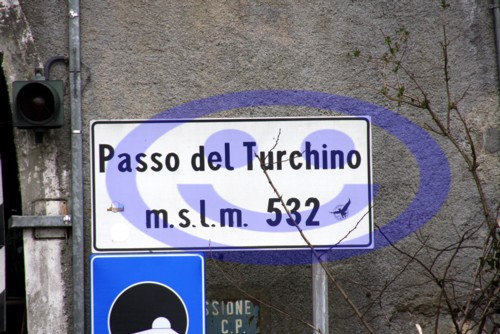 Passo del Turchino
m.s.l.m. 532
SSIONE
C.P.